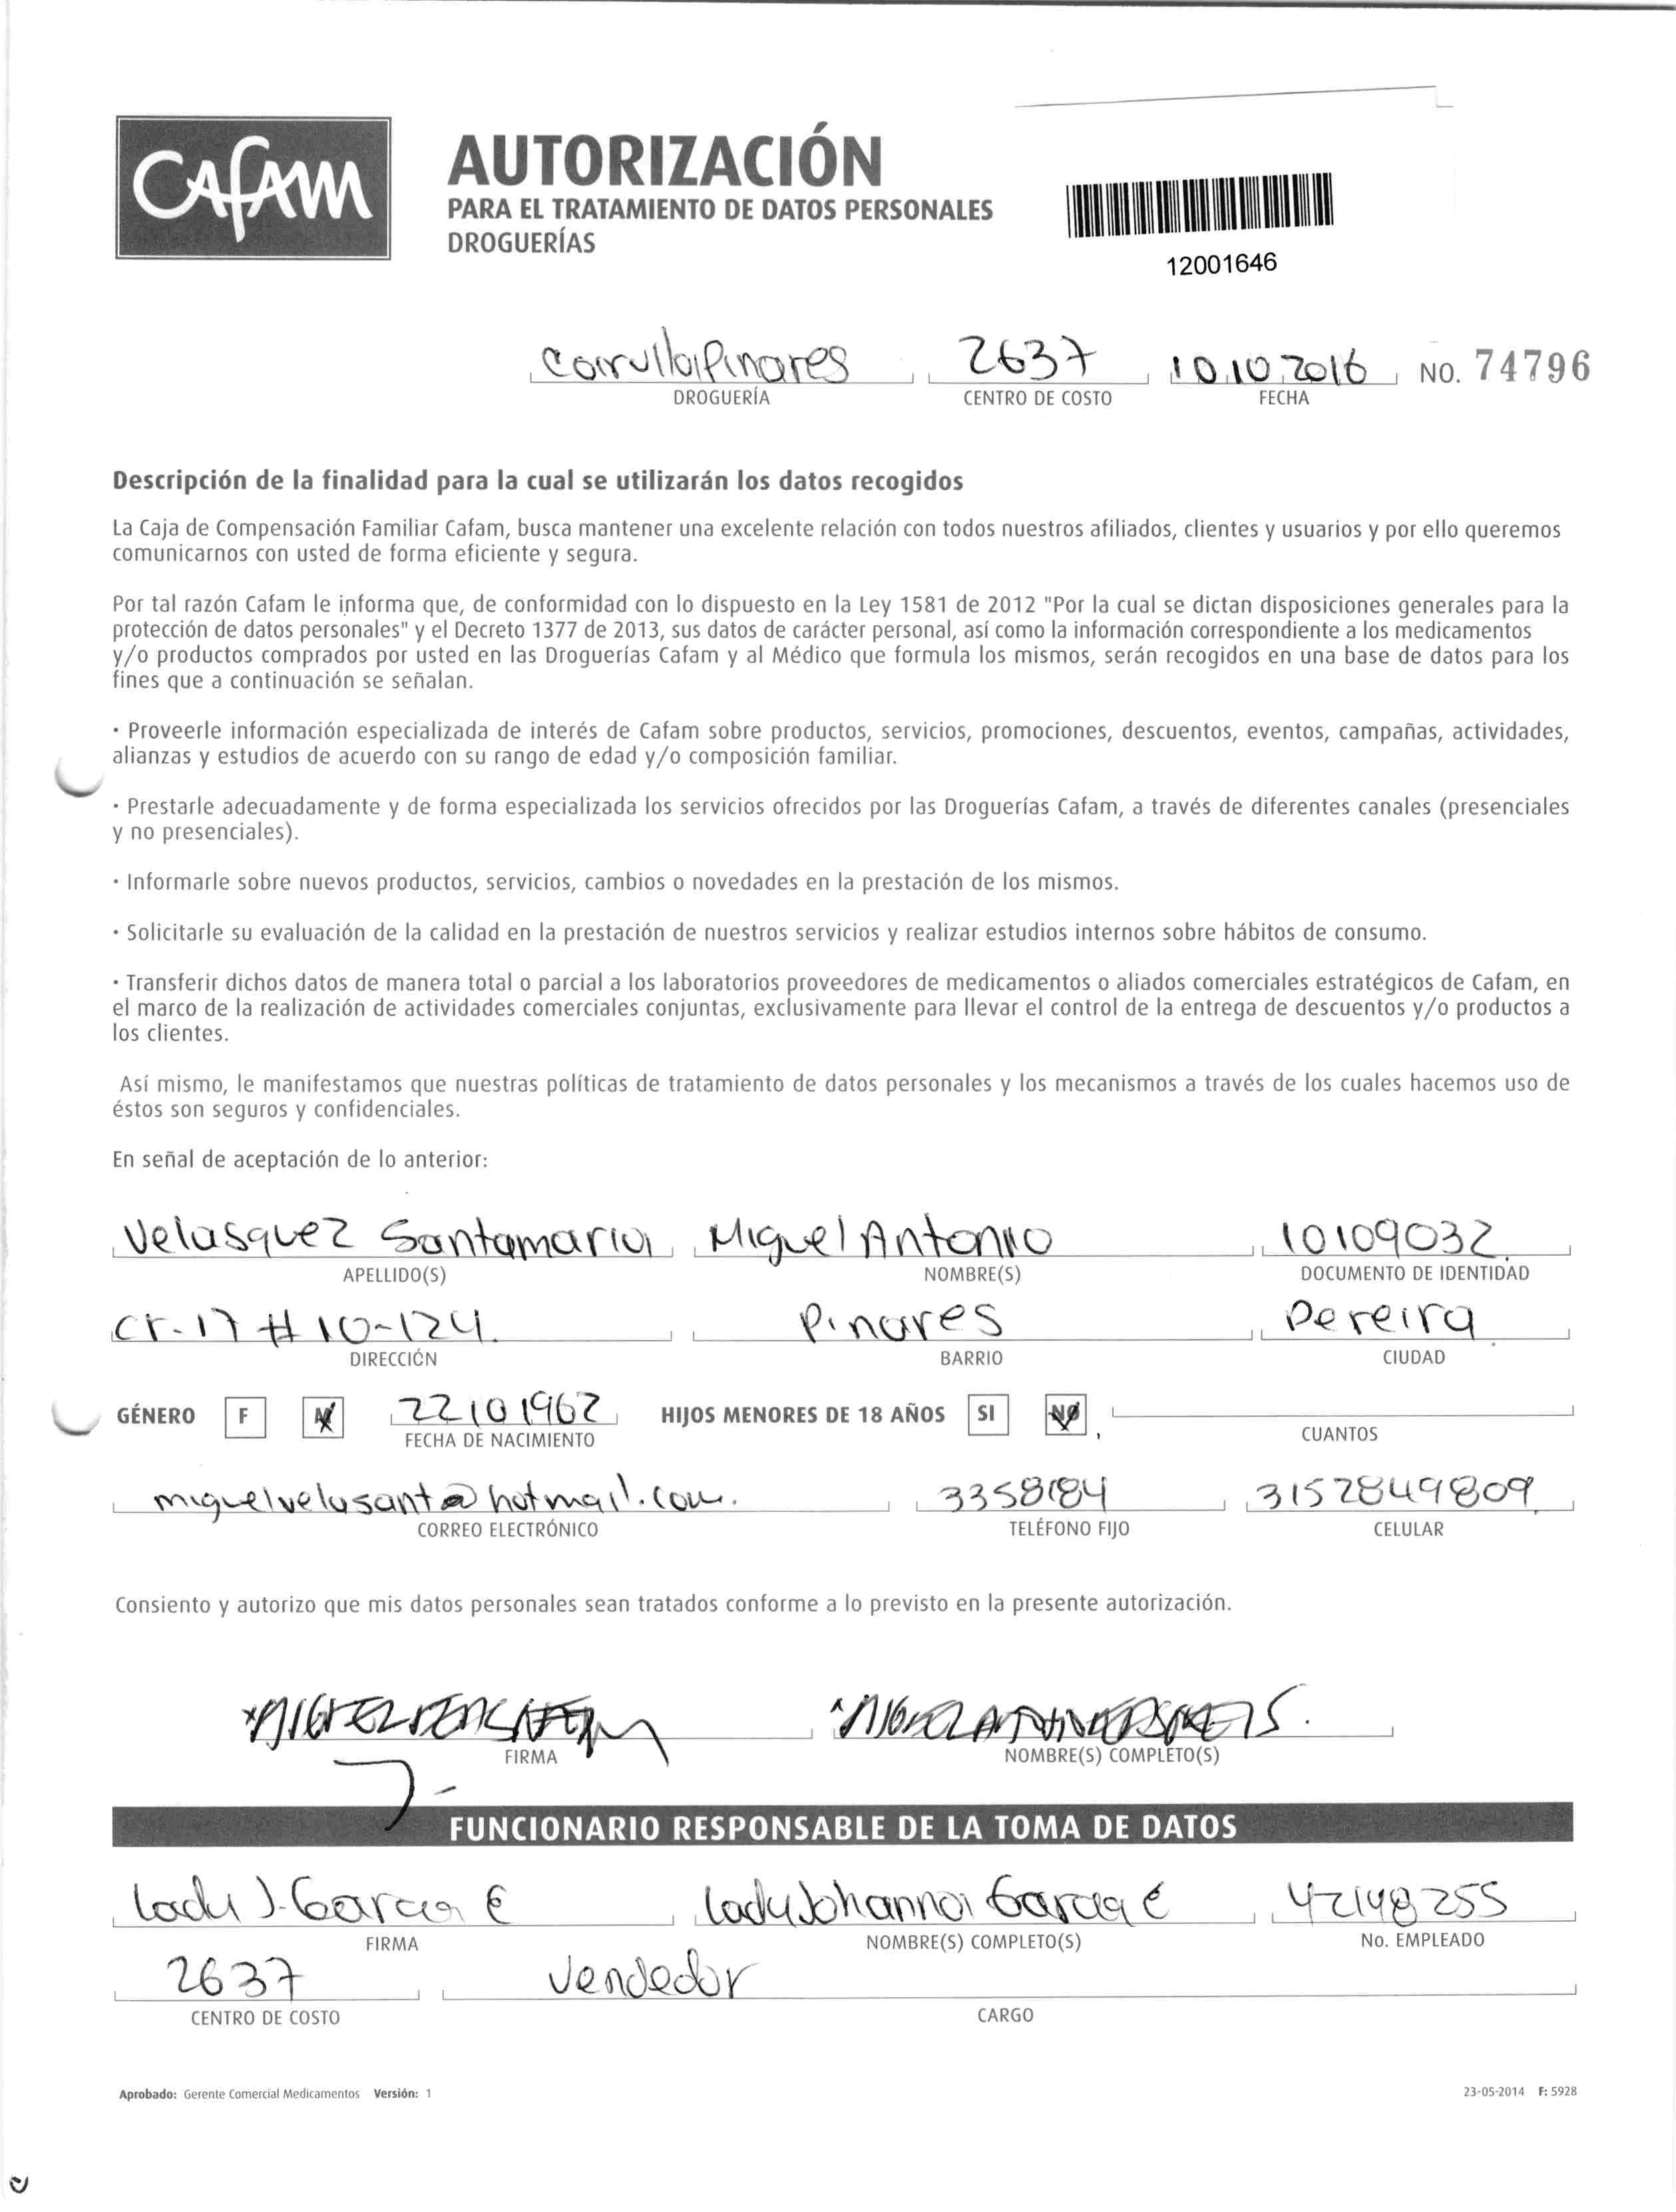 CAFAM
AUTORIZACIÓN
PARA EL TRATAMIENTO DE DATOS PERSONALES
DROGUERÍAS
12001646
2637 10 10 2016 NO. 74796
DROGUERÍA CENTRO DE COSTO FECHA
Descripción de la finalidad para la cual se utilizarán los datos recogidos
La Caja de Compensación Familiar Cafam, busca mantener una excelente relación con todos nuestros afiliados, clientes y usuarios y por ello queremos
comunicarnos con usted de forma eficiente y segura.
Por tal razón Cafam le informa que, de conformidad con lo dispuesto en la Ley 1581 de 2012 "Por la cual se dictan disposiciones generales para la
protección de datos personales" y el Decreto 1377 de 2013, sus datos de carácter personal, así como la información correspondiente a los medicamentos
y/o productos comprados por usted en las Droguerías Cafam y al Médico que formula los mismos, serán recogidos en una base de datos para los
fines que a continuación se señalan.
· Proveerle información especializada de interés de Cafam sobre productos, servicios, promociones, descuentos, eventos, campañas, actividades,
alianzas y estudios de acuerdo con su rango de edad y/o composición familiar.
· Prestarle adecuadamente y de forma especializada los servicios ofrecidos por las Droguerías Cafam, a través de diferentes canales (presenciales
y no presenciales).
· Informarle sobre nuevos productos, servicios, cambios o novedades en la prestación de los mismos.
· Solicitarle su evaluación de la calidad en la prestación de nuestros servicios y realizar estudios internos sobre hábitos de consumo.
· Transferir dichos datos de manera total o parcial a los laboratorios proveedores de medicamentos o aliados comerciales estratégicos de Cafam, en
el marco de la realización de actividades comerciales conjuntas, exclusivamente para llevar el control de la entrega de descuentos y/o productos a
los clientes.
Así mismo, le manifestamos que nuestras políticas de tratamiento de datos personales y los mecanismos a través de los cuales hacemos uso de
éstos son seguros y confidenciales.
En señal de aceptación de lo anterior:
Velasquez Santamaria Miguel Antonio 10109032
APELLIDO(S) NOMBRE(S) DOCUMENTO DE IDENTIDAD
Cr-17 # 10-124. Pinares Pereira
DIRECCIÓN BARRIO CIUDAD
GÉNERO F M 22 10 1962 HIJOS MENORES DE 18 AÑOS SI NO
FECHA DE NACIMIENTO CUANTOS
miguelvelasant@hotmail.com. 3358184 3152849809
CORREO ELECTRÓNICO TELÉFONO FIJO CELULAR
Consiento y autorizo que mis datos personales sean tratados conforme a lo previsto en la presente autorización.
FIRMA NOMBRE(S) COMPLETO(S)
FUNCIONARIO RESPONSABLE DE LA TOMA DE DATOS
Lady J. Garcia E Lady Johanna Garcia E 42148255
FIRMA NOMBRE(S) COMPLETO(S) No. EMPLEADO
2637 Vendedor
CENTRO DE COSTO CARGO
Aprobado: Gerente Comercial Medicamentos Versión: 1 23-05-2014 F: 5928